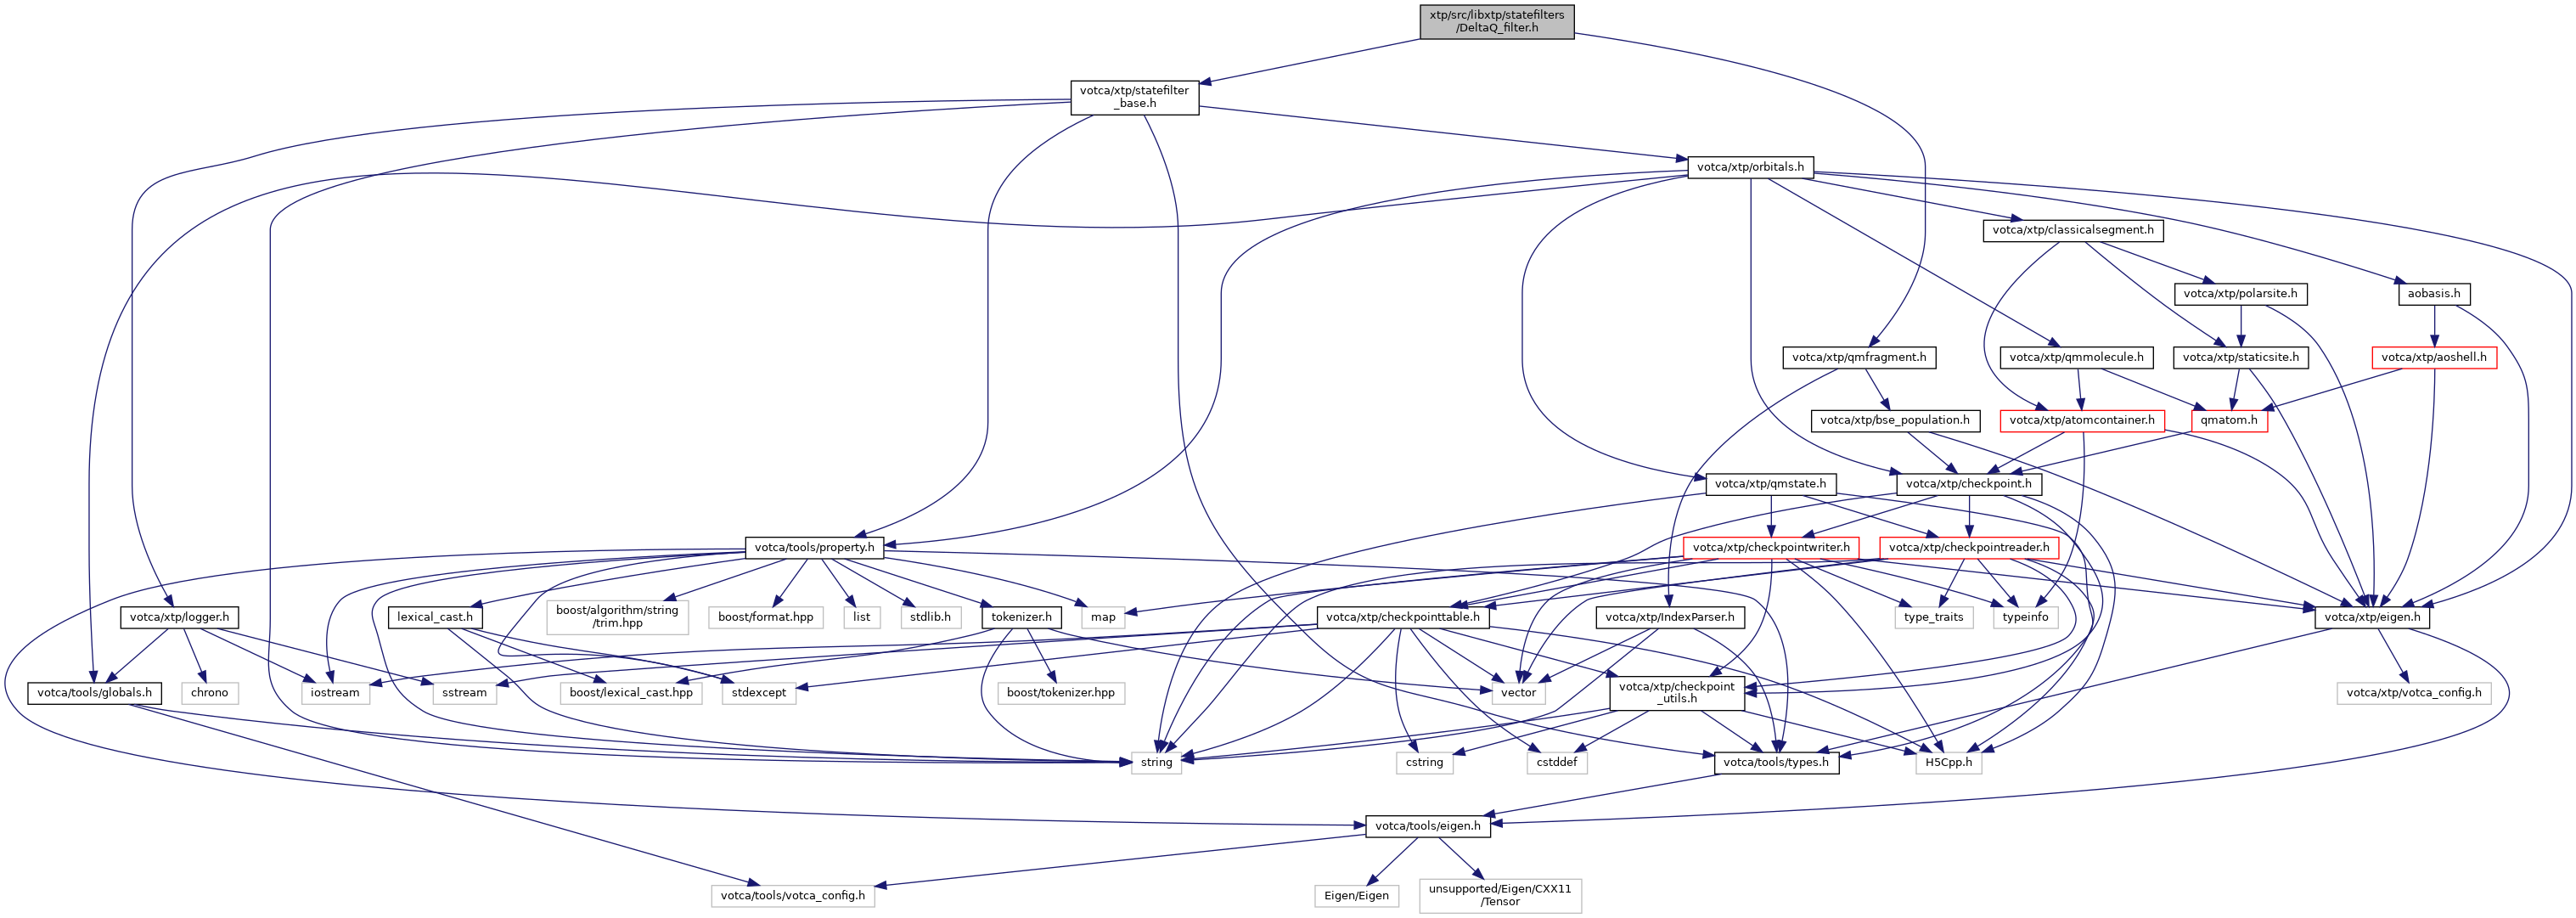 xtp/src/libxtp/statefilters
/DeltaQ_filter.h
votca/xtp/statefilter
_base.h
votca/xtp/orbitals.h
votca/xtp/classicalsegment.h
votca/xtp/polarsite.h
aobasis.h
votca/xtp/qmfragment.h
votca/xtp/qmmolecule.h
votca/xtp/staticsite.h
votca/xtp/aoshell.h
votca/xtp/bse_population.h
votca/xtp/atomcontainer.h
qmatom.h
votca/xtp/qmstate.h
votca/xtp/checkpoint.h
votca/tools/property.h
votca/xtp/checkpointwriter.h
votca/xtp/checkpointreader.h
votca/xtp/logger.h
lexical_cast.h
boost/algorithm/string
/trim.hpp
boost/format.hpp
list
stdlib.h
tokenizer.h
map
votca/xtp/checkpointtable.h
votca/xtp/IndexParser.h
type_traits
typeinfo
votca/xtp/eigen.h
votca/tools/globals.h
chrono
iostream
sstream
boost/lexical_cast.hpp
stdexcept
boost/tokenizer.hpp
vector
votca/xtp/checkpoint
_utils.h
votca/xtp/votca_config.h
string
cstring
cstddef
votca/tools/types.h
H5Cpp.h
votca/tools/eigen.h
votca/tools/votca_config.h
Eigen/Eigen
unsupported/Eigen/CXX11
/Tensor